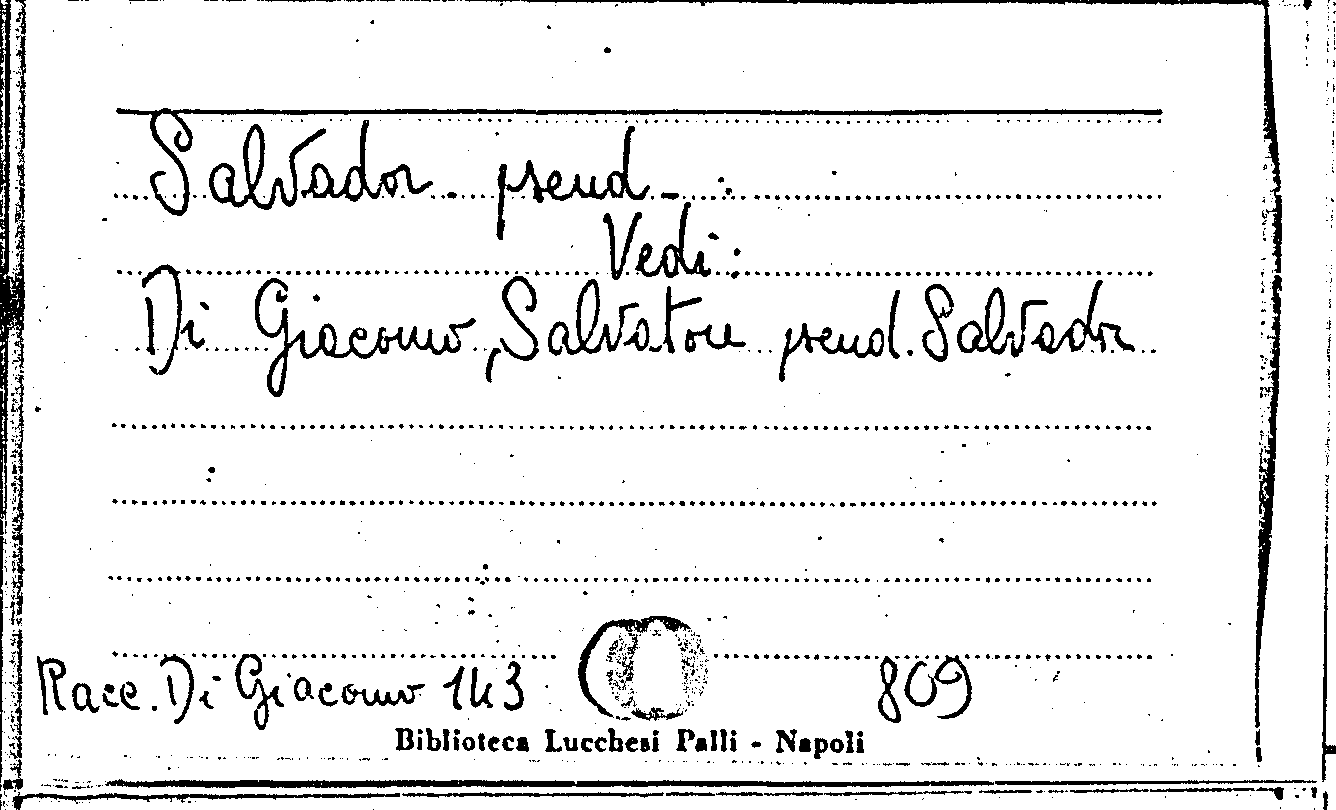 Salvador - pseud - :
Vedi:
Di Giacomo, Salvatore pseud. Salvador
Racc. Di Giacomo 143 809
Biblioteca Lucchesi Palli - Napoli